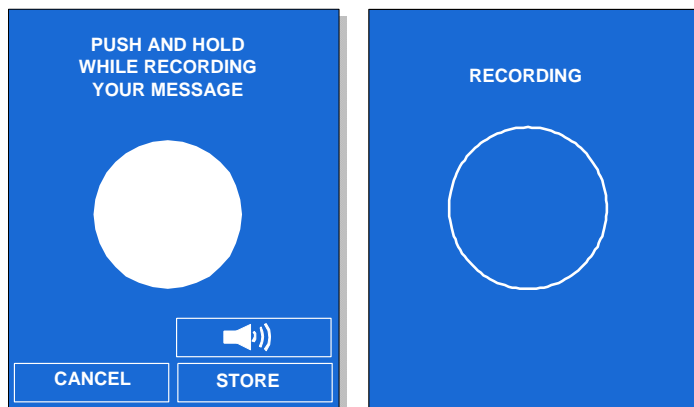 PUSH AND HOLD
WHILE RECORDING
YOUR MESSAGE
CANCEL
STORE
RECORDING